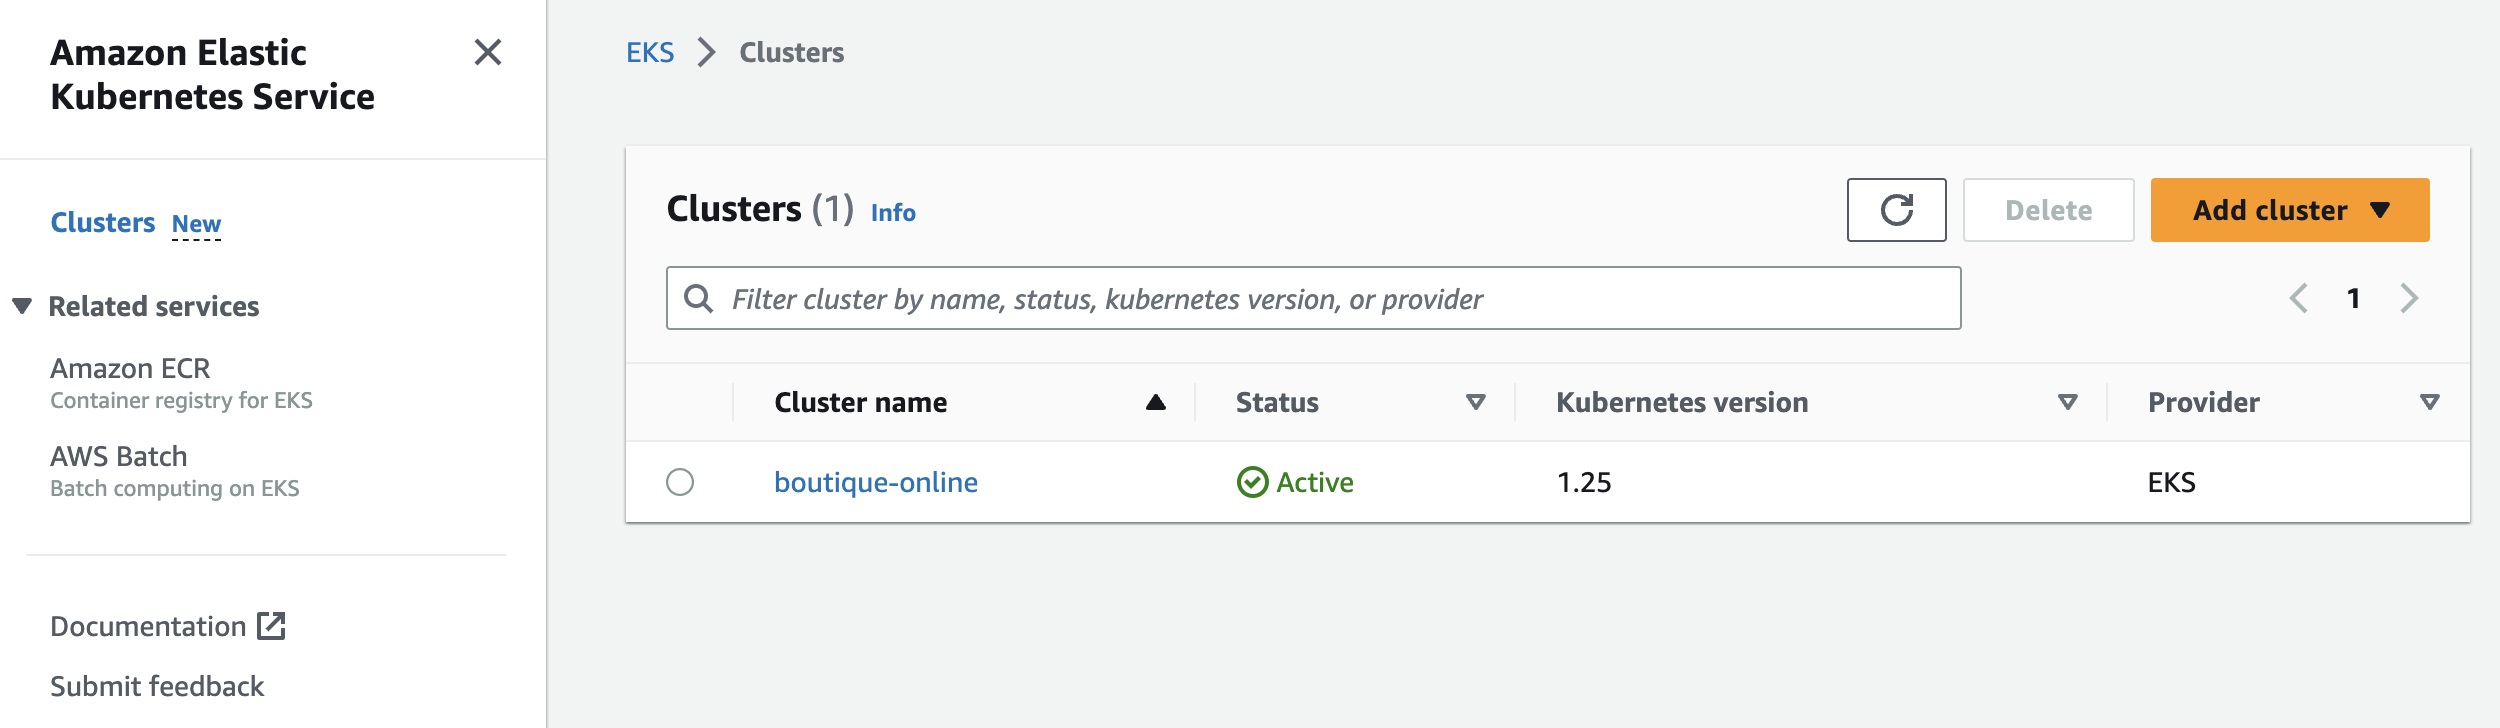 Amazon Elastic
Kubernetes Service
Clusters New
Related services
Amazon ECR
Container registry for EKS
AWS Batch
Batch computing on EKS
Documentation
Submit feedback
EKS Clusters
Clusters (1) Info
Delete
Add cluster
Filter cluster by name, status, kubernetes version, or provider
1
Cluster name Status Kubernetes version Provider
boutique-online Active 1.25 EKS